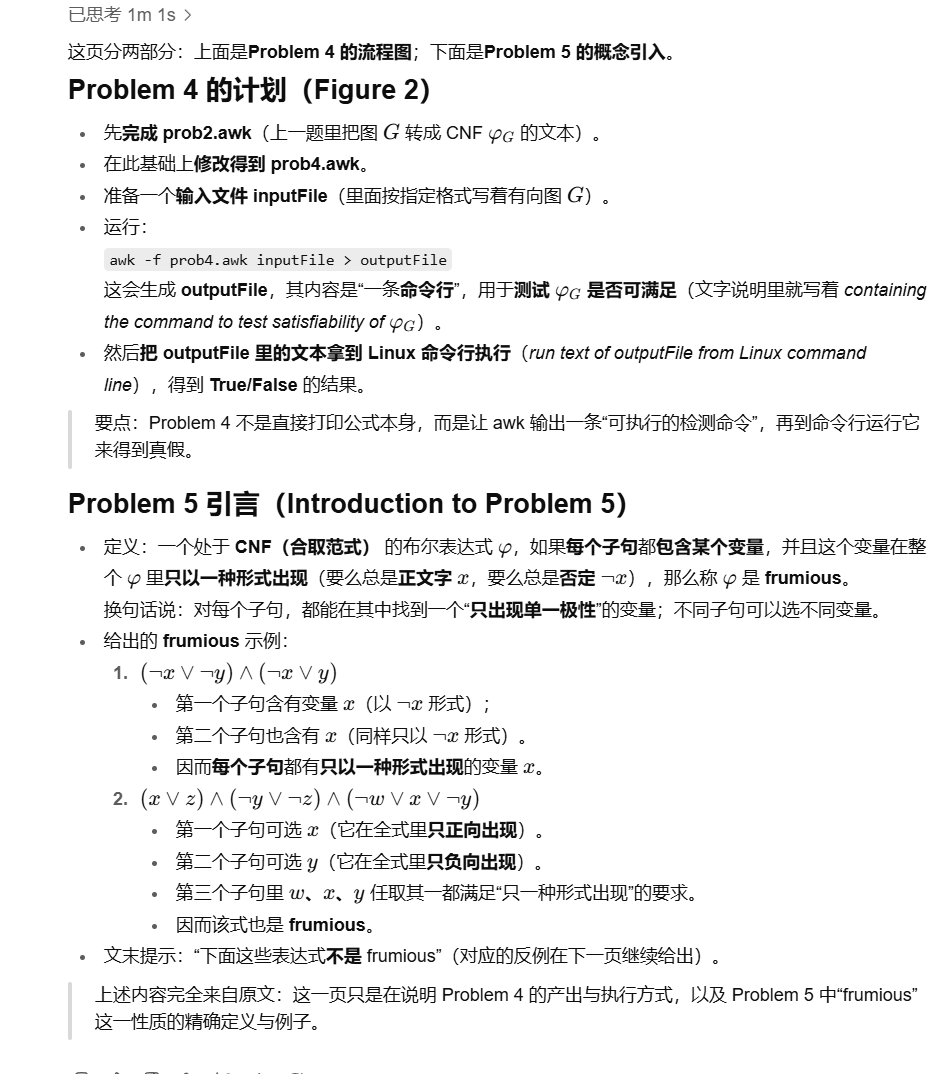 已思考 1m 1s >
这页分两部分：上面是Problem 4 的流程图；下面是Problem 5 的概念引入。
Problem 4 的计划（Figure 2）
• 先完成 prob2.awk（上一题里把图 G 转成 CNF φ_G 的文本）。
• 在此基础上修改得到 prob4.awk。
• 准备一个输入文件 inputFile（里面按指定格式写着有向图 G）。
• 运行：
awk -f prob4.awk inputFile > outputFile
这会生成 outputFile，其内容是“一条命令行”，用于测试 φ_G 是否可满足（文字说明里就写着 containing
the command to test satisfiability of φ_G）。
• 然后把 outputFile 里的文本拿到 Linux 命令行执行（run text of outputFile from Linux command
line），得到 True/False 的结果。
要点：Problem 4 不是直接打印公式本身，而是让 awk 输出一条“可执行的检测命令”，再到命令行运行它
来得到真假。
Problem 5 引言（Introduction to Problem 5）
• 定义：一个处于 CNF（合取范式） 的布尔表达式 φ，如果每个子句都包含某个变量，并且这个变量在整
个 φ 里只以一种形式出现（要么总是正文字 x，要么总是否定 ¬x），那么称 φ 是 frumious。
换句话说：对每个子句，都能在其中找到一个“只出现单一极性”的变量；不同子句可以选不同变量。
• 给出的 frumious 示例：
1. (¬x ∨ ¬y) ∧ (¬x ∨ y)
• 第一个子句含有变量 x（以 ¬x 形式）；
• 第二个子句也含有 x（同样只以 ¬x 形式）。
• 因而每个子句都有只以一种形式出现的变量 x。
2. (x ∨ z) ∧ (¬y ∨ ¬z) ∧ (¬w ∨ x ∨ ¬y)
• 第一个子句可选 x（它在全式里只正向出现）。
• 第二个子句可选 y（它在全式里只负向出现）。
• 第三个子句里 w、x、y 任取其一都满足“只一种形式出现”的要求。
• 因而该式也是 frumious。
• 文末提示：“下面这些表达式不是 frumious”（对应的反例在下一页继续给出）。
上述内容完全来自原文：这一页只是在说明 Problem 4 的产出与执行方式，以及 Problem 5 中“frumious”
这一性质的精确定义与例子。